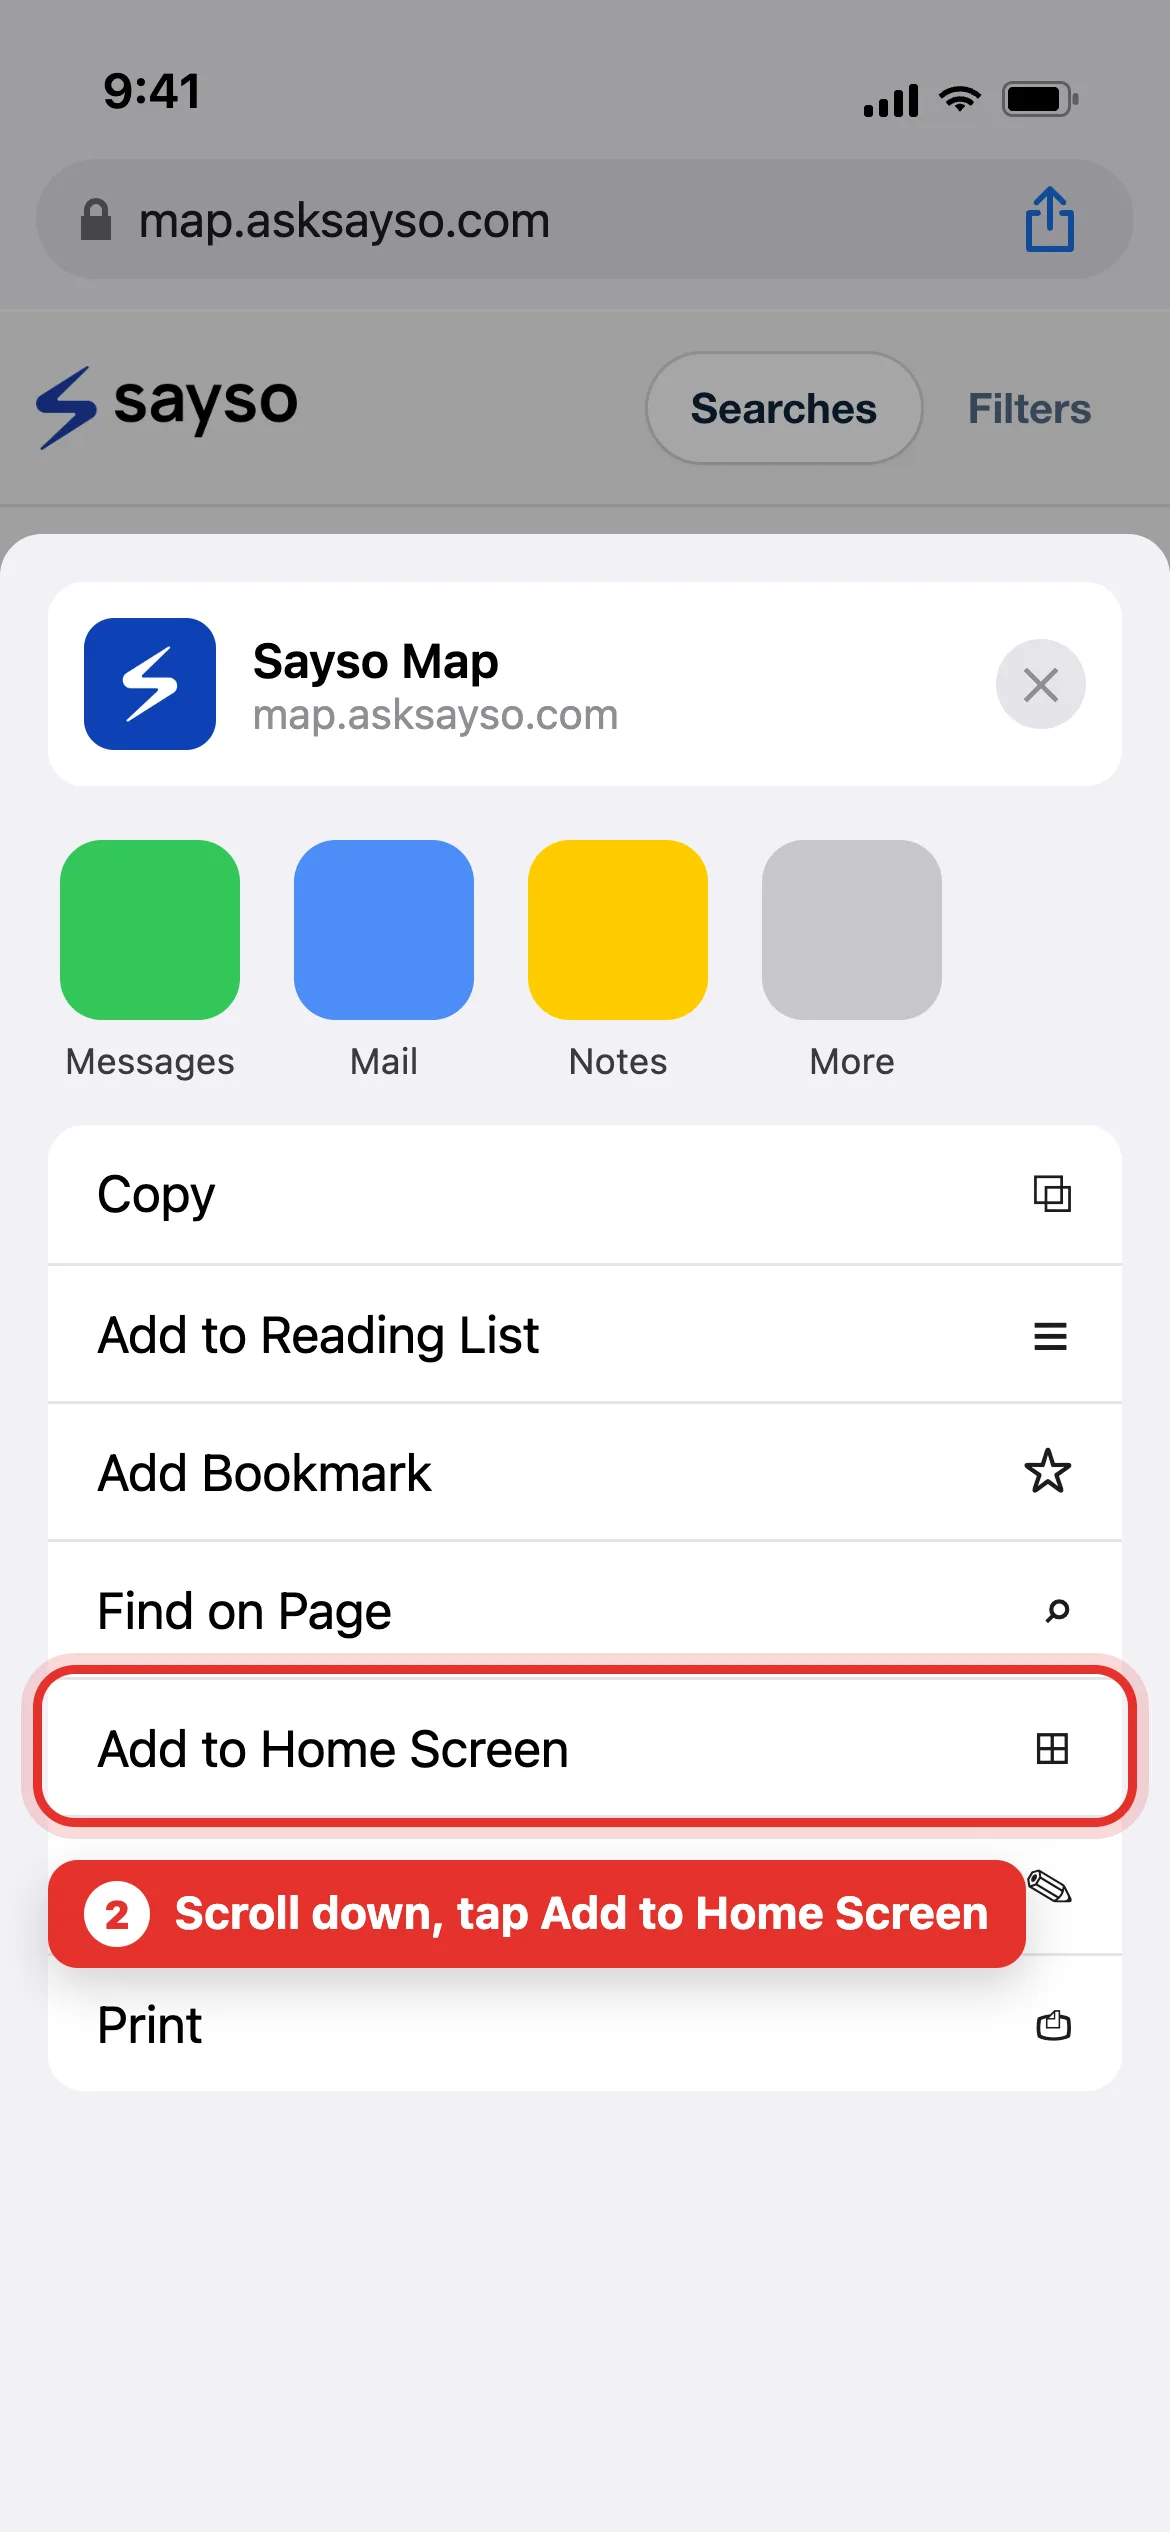 9:41
map.asksayso.com
sayso
Searches
Filters
Sayso Map
map.asksayso.com
Messages
Mail
Notes
More
Copy
Add to Reading List
Add Bookmark
Find on Page
Add to Home Screen
2 Scroll down, tap Add to Home Screen
Print